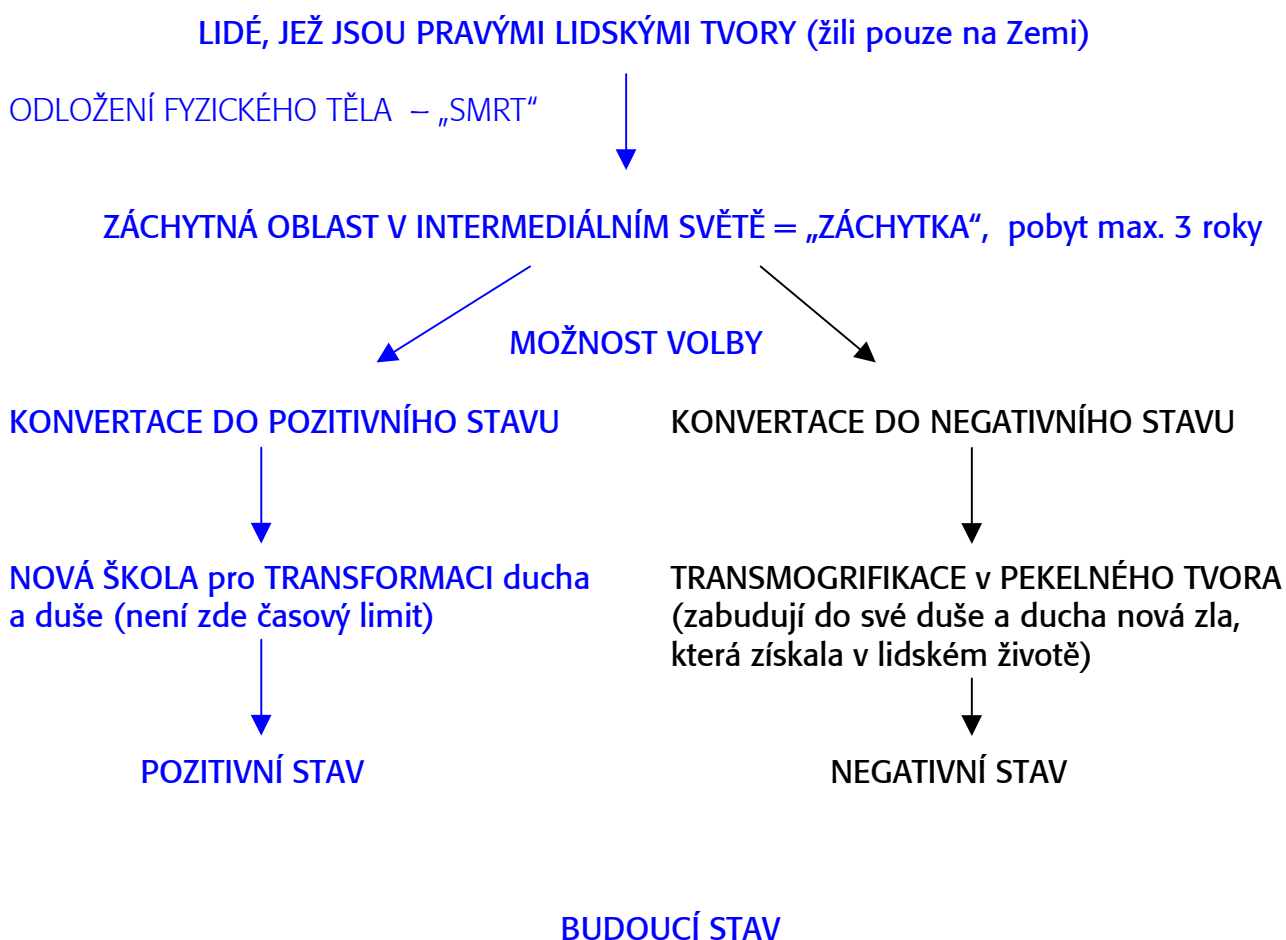 LIDÉ, JEŽ JSOU PRAVÝMI LIDSKÝMI TVORY (žili pouze na Zemi)
ODLOŽENÍ FYZICKÉHO TĚLA – „SMRT“
ZÁCHYTNÁ OBLAST V INTERMEDIÁLNÍM SVĚTĚ = „ZÁCHYTKA“, pobyt max. 3 roky
MOŽNOST VOLBY
KONVERTACE DO POZITIVNÍHO STAVU
NOVÁ ŠKOLA pro TRANSFORMACI ducha
a duše (není zde časový limit)
POZITIVNÍ STAV
KONVERTACE DO NEGATIVNÍHO STAVU
TRANSMOGRIFIKACE v PEKELNÉHO TVORA
(zabudují do své duše a ducha nová zla,
která získala v lidském životě)
NEGATIVNÍ STAV
BUDOUCÍ STAV